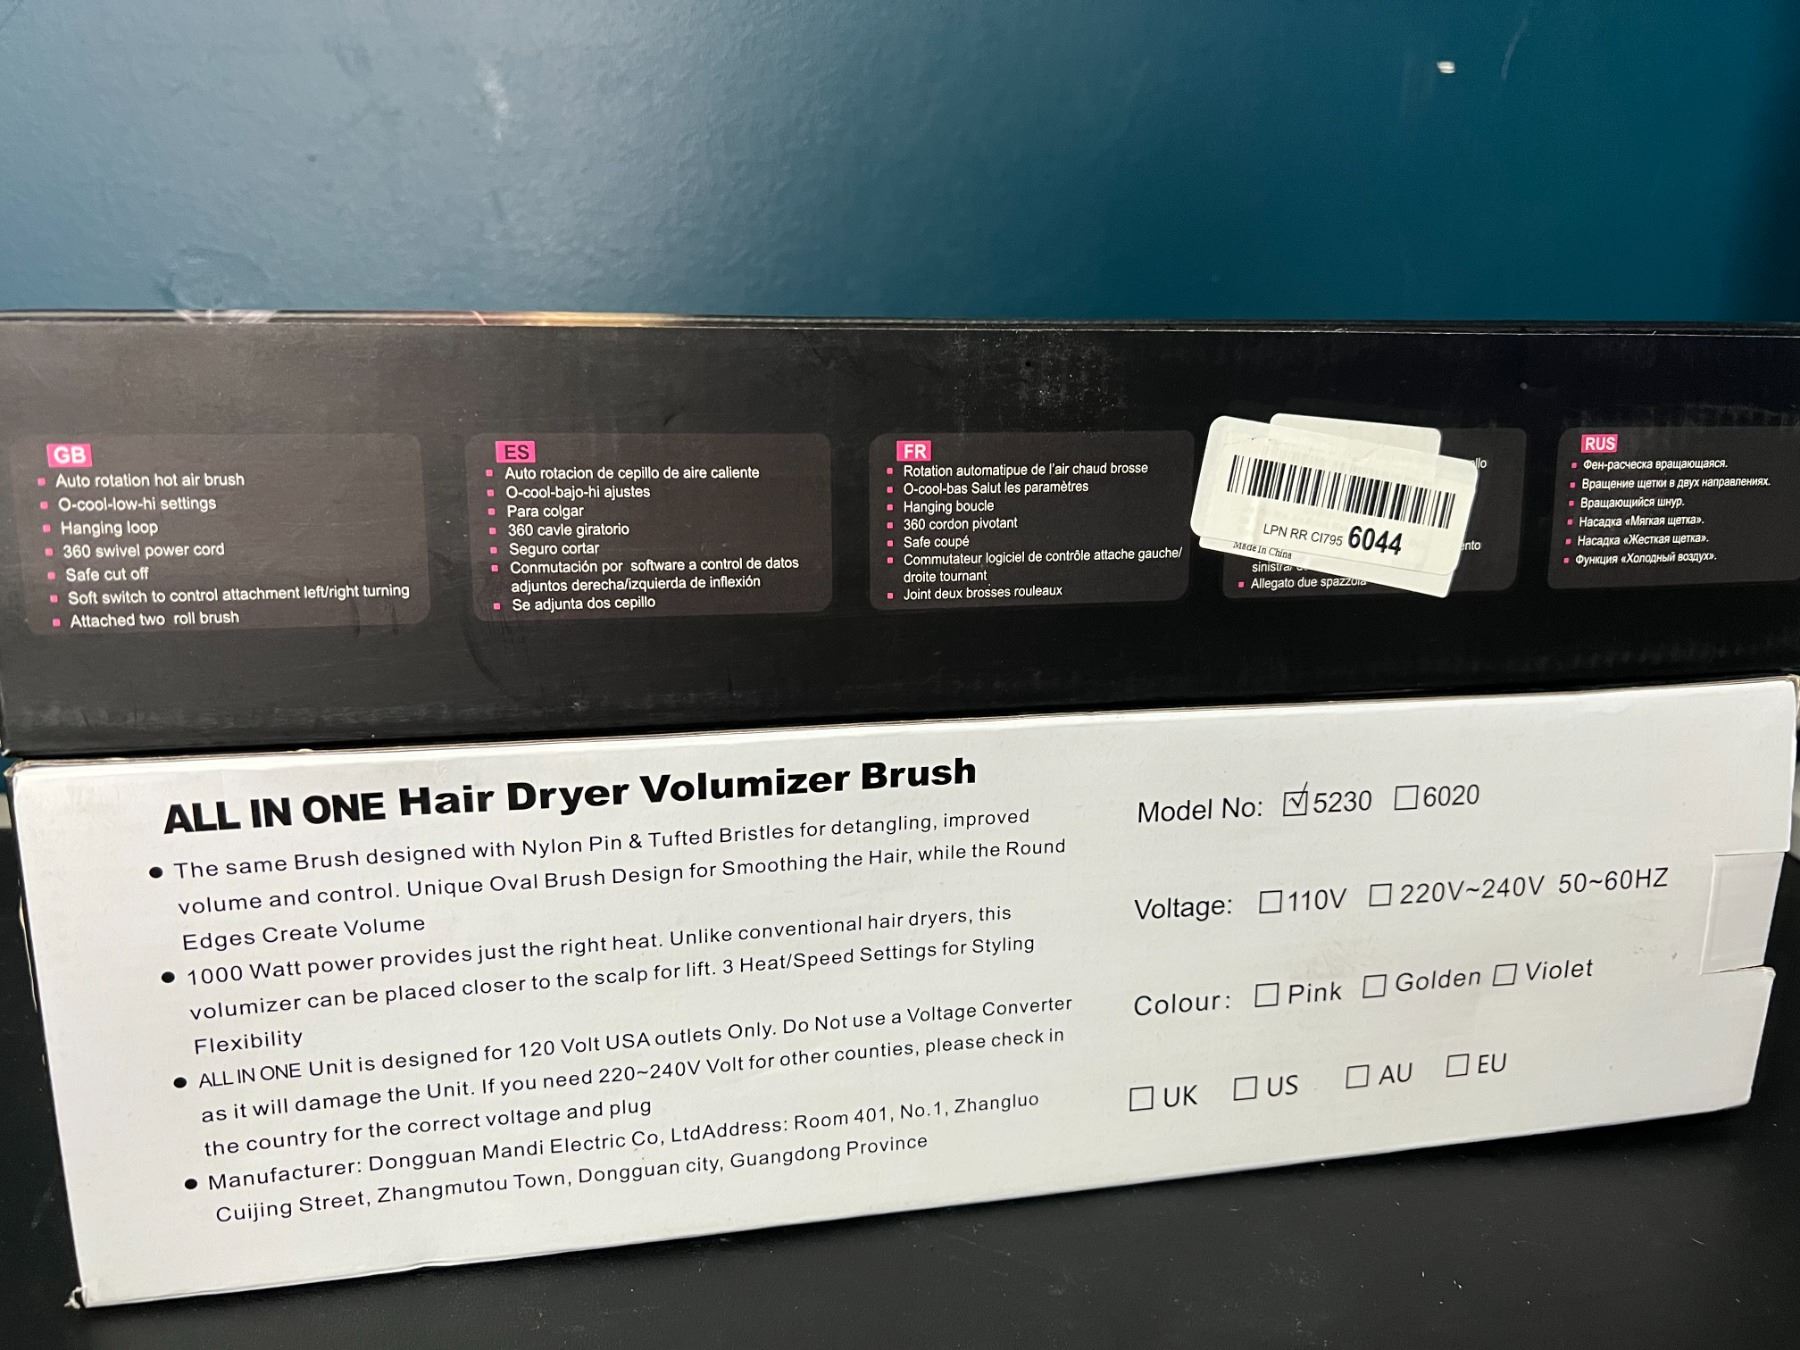 GB
Auto rotation hot air brush
O-cool-low-hi settings
Hanging loop
360 swivel power cord
Safe cut off
Soft switch to control attachment left/right turning
Attached two roll brush
ES
Auto rotacion de cepillo de aire caliente
O-cool-bajo-hi ajustes
Para colgar
360 cavle giratorio
Seguro cortar
Conmutación por software a control de datos
adjuntos derecha/izquierda de inflexión
Se adjunta dos cepillo
FR
Rotation automatipue de l'air chaud brosse
O-cool-bas Salut les paramètres
Hanging boucle
360 cordon pivotant
Safe coupé
Commutateur logiciel de contrôle attache gauche/
droite tournant
Joint deux brosses rouleaux
LPN RR CI795 6044
Made in China
Allegato due spazzola
RUS
Фен-расческа вращающаяся.
Вращение щетки в двух направлениях.
Вращающийся шнур.
Насадка «Мягкая щетка».
Насадка «Жесткая щетка».
Функция «Холодный воздух».
ALL IN ONE Hair Dryer Volumizer Brush
The same Brush designed with Nylon Pin & Tufted Bristles for detangling, improved
volume and control. Unique Oval Brush Design for Smoothing the Hair, while the Round
Edges Create Volume
1000 Watt power provides just the right heat. Unlike conventional hair dryers, this
volumizer can be placed closer to the scalp for lift. 3 Heat/Speed Settings for Styling
Flexibility
ALL IN ONE Unit is designed for 120 Volt USA outlets Only. Do Not use a Voltage Converter
as it will damage the Unit. If you need 220~240V Volt for other counties, please check in
the country for the correct voltage and plug
Manufacturer: Dongguan Mandi Electric Co, LtdAddress: Room 401, No.1, Zhangluo
Cuijing Street, Zhangmutou Town, Dongguan city, Guangdong Province
Model No: ☑5230 ☐6020
Voltage: ☐110V ☐220V~240V 50~60HZ
Colour: ☐Pink ☐Golden ☐Violet
☐UK ☐US ☐AU ☐EU